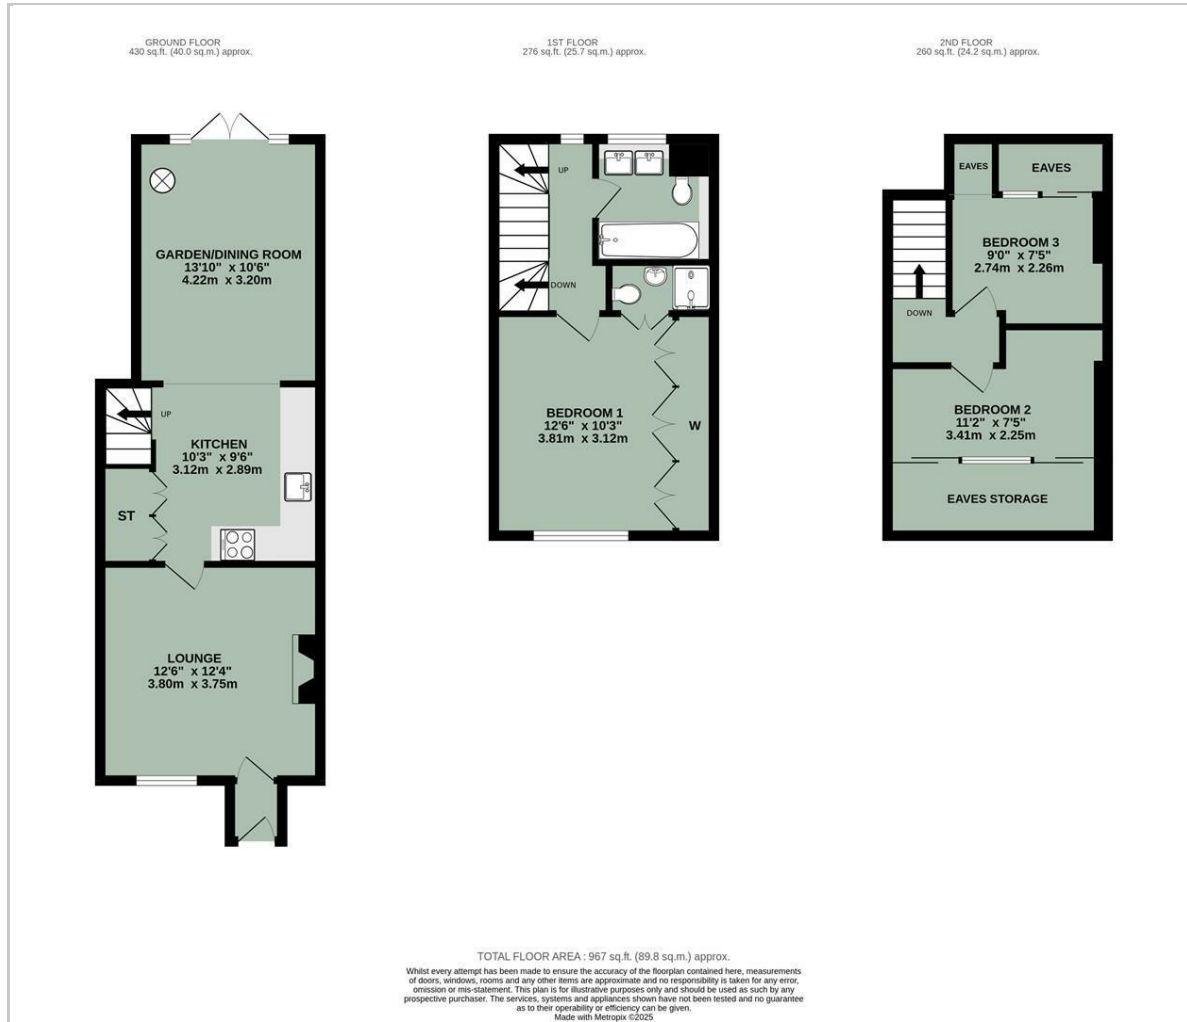 GROUND FLOOR
430 sq.ft. (40.0 sq.m.) approx.
GARDEN/DINING ROOM
13'10" x 10'6"
4.22m x 3.20m
UP
KITCHEN
10'3" x 9'6"
3.12m x 2.89m
ST
LOUNGE
12'6" x 12'4"
3.80m x 3.75m
1ST FLOOR
276 sq.ft. (25.7 sq.m.) approx.
UP
DOWN
BEDROOM 1
12'6" x 10'3"
3.81m x 3.12m
W
2ND FLOOR
260 sq.ft. (24.2 sq.m.) approx.
EAVES
EAVES
BEDROOM 3
9'0" x 7'5"
2.74m x 2.26m
DOWN
BEDROOM 2
11'2" x 7'5"
3.41m x 2.25m
EAVES STORAGE
TOTAL FLOOR AREA : 967 sq.ft. (89.8 sq.m.) approx.
Whilst every attempt has been made to ensure the accuracy of the floorplan contained here, measurements
of doors, windows, rooms and any other items are approximate and no responsibility is taken for any error,
omission or mis-statement. This plan is for illustrative purposes only and should be used as such by any
prospective purchaser. The services, systems and appliances shown have not been tested and no guarantee
as to their operability or efficiency can be given.
Made with Metropix ©2025